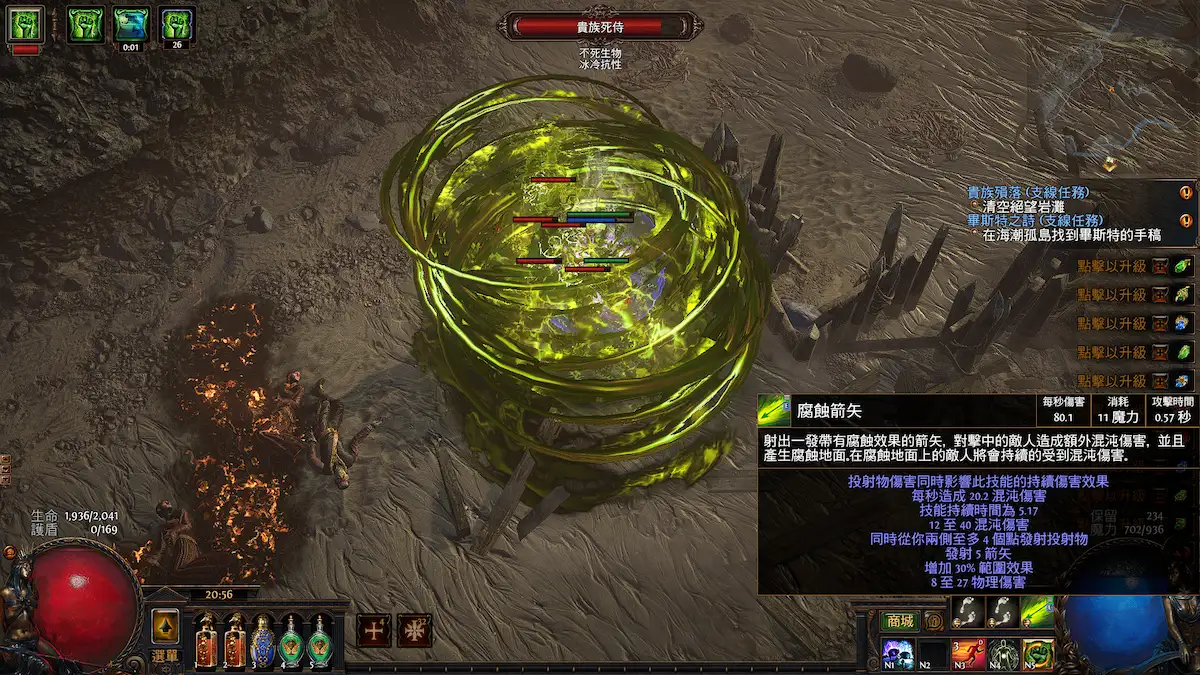 0:01
26
貴族死侍
不死生物
冰冷抗性
貴族殞落 (支線任務)
清空絕望岩灘
畢斯特之詩 (支線任務)
在海潮孤島找到畢斯特的手稿
點擊以升級
點擊以升級
點擊以升級
點擊以升級
點擊以升級
腐蝕箭矢
每秒傷害 消耗 攻擊時間
80.1 11 魔力 0.57 秒
射出一發帶有腐蝕效果的箭矢, 對擊中的敵人造成額外混沌傷害, 並且
產生腐蝕地面.在腐蝕地面上的敵人將會持續的受到混沌傷害.
投射物傷害同時影響此技能的持續傷害效果
每秒造成 20.2 混沌傷害
技能持續時間為 5.17
12 至 40 混沌傷害
同時從你兩側至多 4 個點發射投射物
發射 5 箭矢
增加 30% 範圍效果
8 至 27 物理傷害
保留 234
魔力 702/936
生命 1,936/2,041
護盾 0/169
20:56
選單
2
4
5
4
32
商城
N1
N2
3
N3
N4
N5